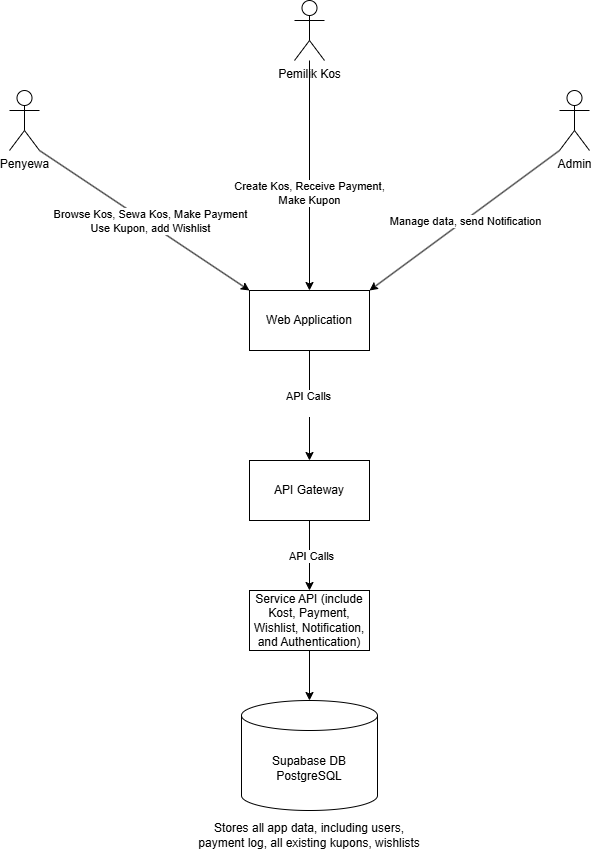 Pemilik Kos
Penyewa
Admin
Create Kos, Receive Payment,
Make Kupon
Browse Kos, Sewa Kos, Make Payment
Use Kupon, add Wishlist
Manage data, send Notification
Web Application
API Calls
API Gateway
API Calls
Service API (include
Kost, Payment,
Wishlist, Notification,
and Authentication)
Supabase DB
PostgreSQL
Stores all app data, including users,
payment log, all existing kupons, wishlists